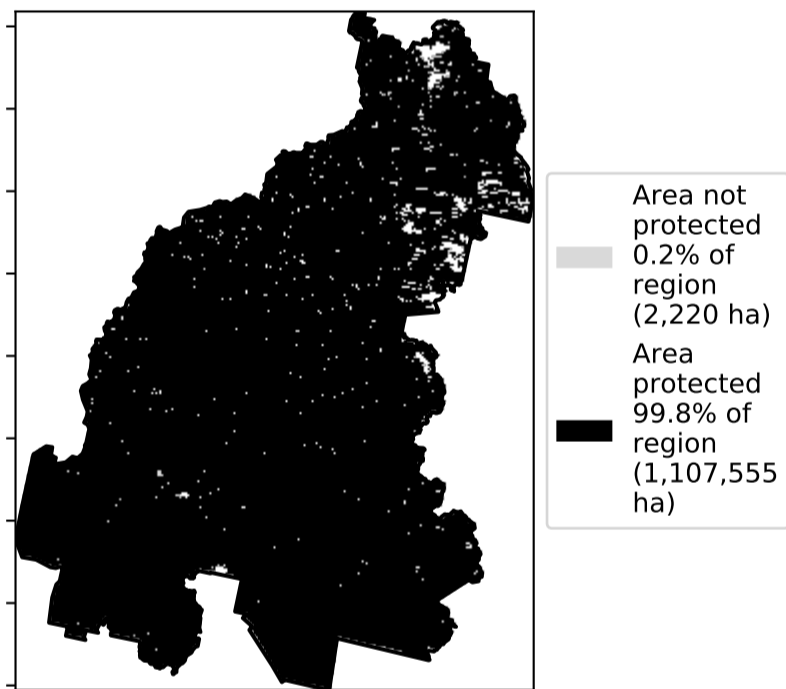 Area not
protected
0.2% of
region
(2,220 ha)
Area
protected
99.8% of
region
(1,107,555
ha)